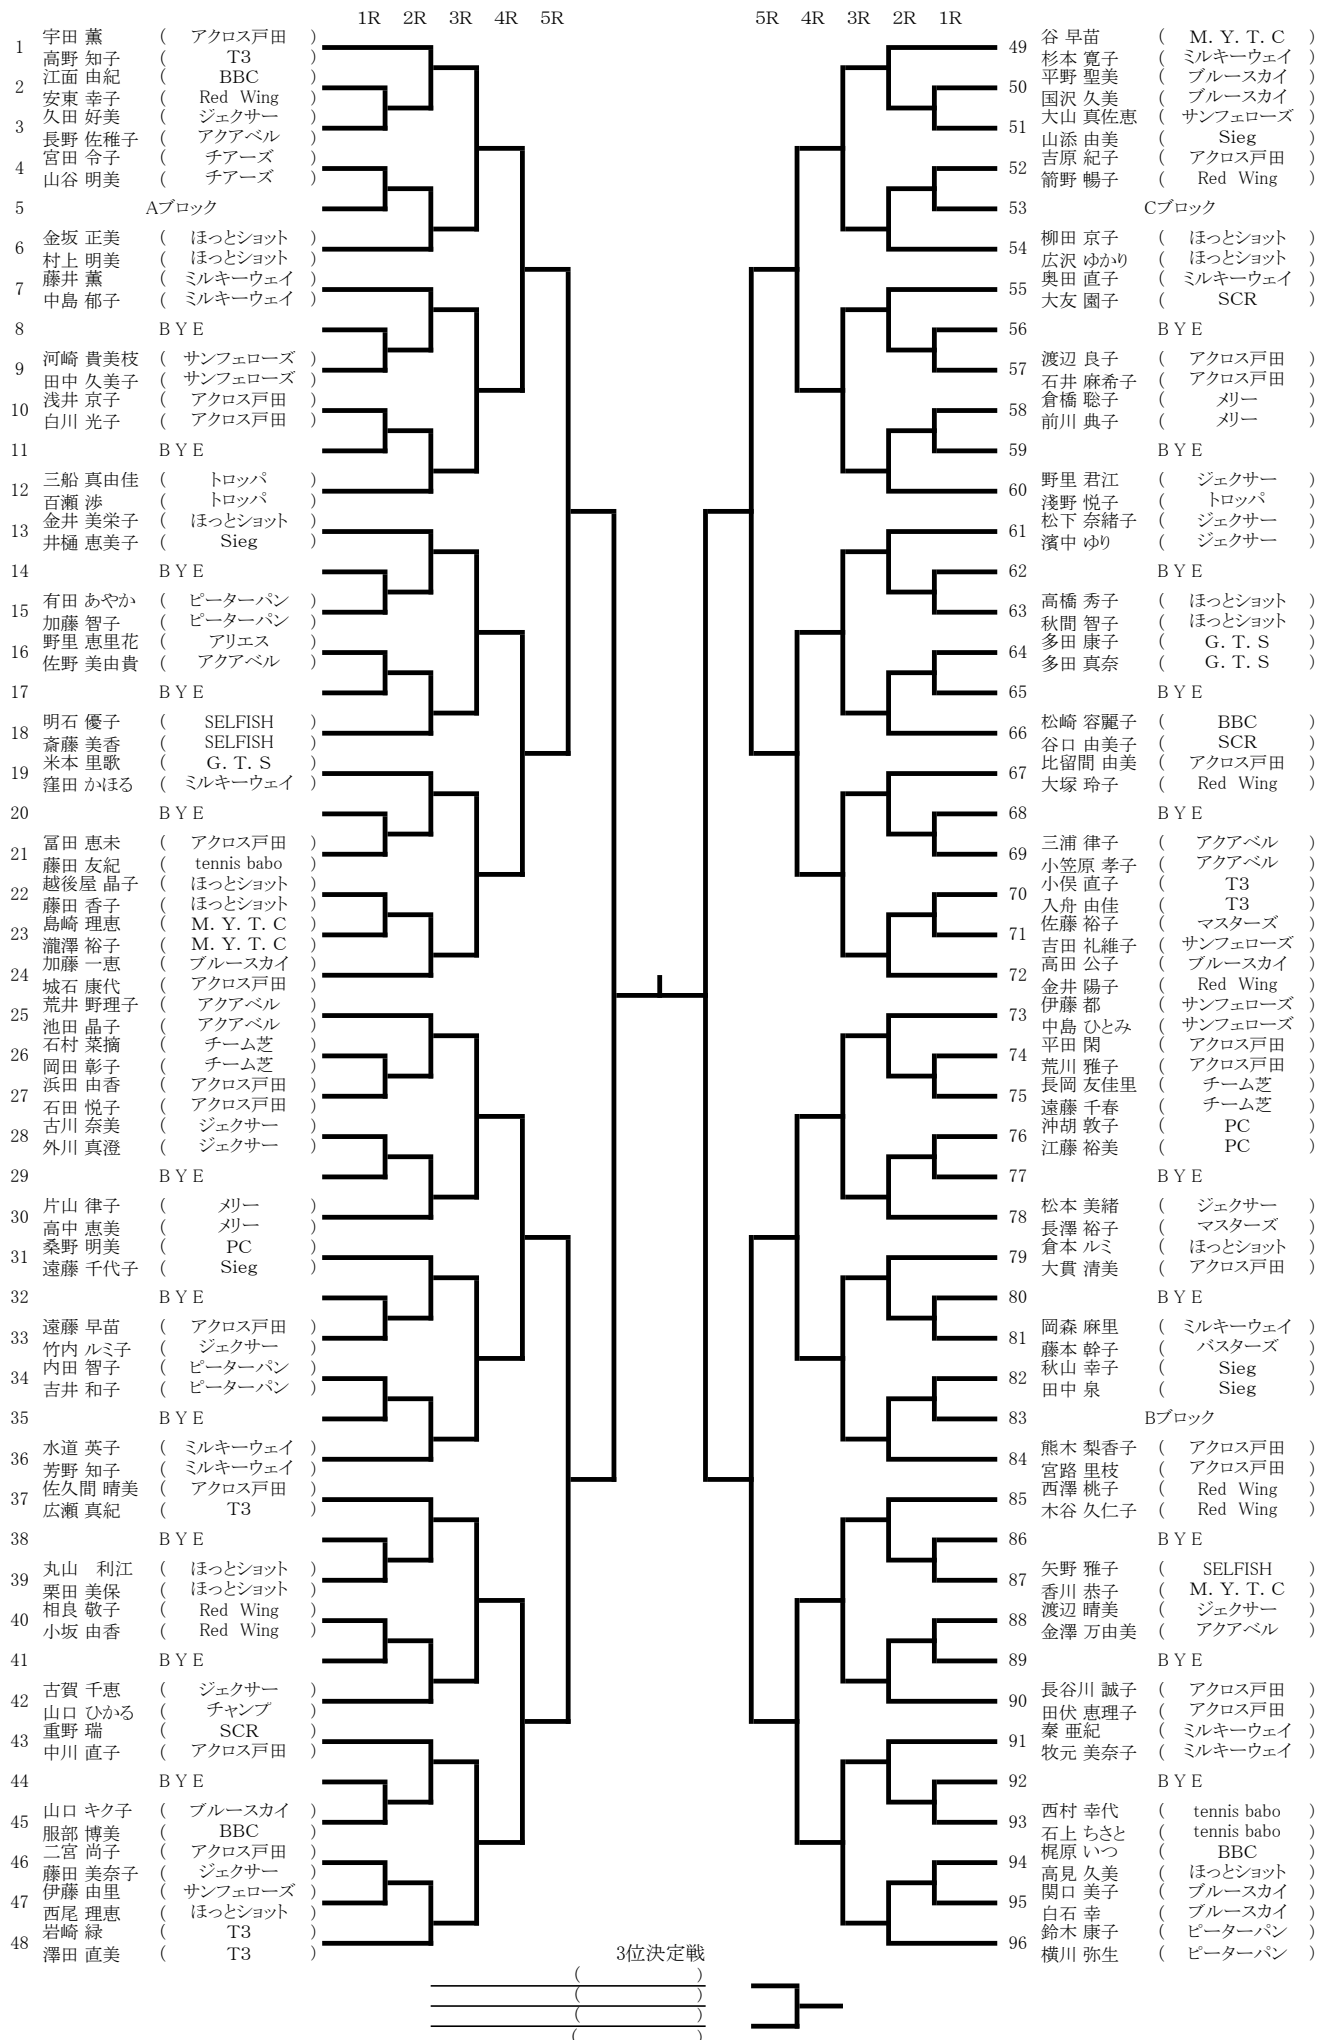 1R 2R 3R 4R 5R 5R 4R 3R 2R 1R
1 宇田 薫 ( アクロス戸田 )
高野 知子 ( T3 )
2 江面 由紀 ( BBC )
安東 幸子 ( Red Wing )
3 久田 好美 ( ジェクサー )
長野 佐稚子 ( アクアベル )
4 宮田 令子 ( チアーズ )
山谷 明美 ( チアーズ )
5 Aブロック
6 金坂 正美 ( ほっとショット )
村上 明美 ( ほっとショット )
7 藤井 薫 ( ミルキーウェイ )
中島 郁子 ( ミルキーウェイ )
8 B Y E
9 河崎 貴美枝 ( サンフェローズ )
田中 久美子 ( サンフェローズ )
10 浅井 京子 ( アクロス戸田 )
白川 光子 ( アクロス戸田 )
11 B Y E
12 三船 真由佳 ( トロッパ )
百瀬 渉 ( トロッパ )
13 金井 美栄子 ( ほっとショット )
井樋 恵美子 ( Sieg )
14 B Y E
15 有田 あやか ( ピーターパン )
加藤 智子 ( ピーターパン )
16 野里 恵里花 ( アリエス )
佐野 美由貴 ( アクアベル )
17 B Y E
18 明石 優子 ( SELFISH )
斎藤 美香 ( SELFISH )
19 米本 里歌 ( G. T. S )
窪田 かほる ( ミルキーウェイ )
20 B Y E
21 冨田 恵未 ( アクロス戸田 )
藤田 友紀 ( tennis babo )
22 越後屋 晶子 ( ほっとショット )
藤田 香子 ( ほっとショット )
23 島崎 理恵 ( M. Y. T. C )
瀧澤 裕子 ( M. Y. T. C )
24 加藤 一恵 ( ブルースカイ )
城石 康代 ( アクロス戸田 )
25 荒井 野理子 ( アクアベル )
池田 晶子 ( アクアベル )
26 石村 菜摘 ( チーム芝 )
岡田 彰子 ( チーム芝 )
27 浜田 由香 ( アクロス戸田 )
石田 悦子 ( アクロス戸田 )
28 古川 奈美 ( ジェクサー )
外川 真澄 ( ジェクサー )
29 B Y E
30 片山 律子 ( メリー )
高中 恵美 ( メリー )
31 桑野 明美 ( PC )
遠藤 千代子 ( Sieg )
32 B Y E
33 遠藤 早苗 ( アクロス戸田 )
竹内 ルミ子 ( ジェクサー )
34 内田 智子 ( ピーターパン )
吉井 和子 ( ピーターパン )
35 B Y E
36 水道 英子 ( ミルキーウェイ )
芳野 知子 ( ミルキーウェイ )
37 佐久間 晴美 ( アクロス戸田 )
広瀬 真紀 ( T3 )
38 B Y E
39 丸山 利江 ( ほっとショット )
栗田 美保 ( ほっとショット )
40 相良 敬子 ( Red Wing )
小坂 由香 ( Red Wing )
41 B Y E
42 古賀 千恵 ( ジェクサー )
山口 ひかる ( チャンプ )
43 重野 瑞 ( SCR )
中川 直子 ( アクロス戸田 )
44 B Y E
45 山口 キク子 ( ブルースカイ )
服部 博美 ( BBC )
46 二宮 尚子 ( アクロス戸田 )
藤田 美奈子 ( ジェクサー )
47 伊藤 由里 ( サンフェローズ )
西尾 理恵 ( ほっとショット )
48 岩崎 緑 ( T3 )
澤田 直美 ( T3 )
49 谷 早苗 ( M. Y. T. C )
杉本 寛子 ( ミルキーウェイ )
50 平野 聖美 ( ブルースカイ )
国沢 久美 ( ブルースカイ )
51 大山 真佐恵 ( サンフェローズ )
山添 由美 ( Sieg )
52 吉原 紀子 ( アクロス戸田 )
箭野 暢子 ( Red Wing )
53 Cブロック
54 柳田 京子 ( ほっとショット )
広沢 ゆかり ( ほっとショット )
55 奥田 直子 ( ミルキーウェイ )
大友 園子 ( SCR )
56 B Y E
57 渡辺 良子 ( アクロス戸田 )
石井 麻希子 ( アクロス戸田 )
58 倉橋 聡子 ( メリー )
前川 典子 ( メリー )
59 B Y E
60 野里 君江 ( ジェクサー )
淺野 悦子 ( トロッパ )
61 松下 奈緒子 ( ジェクサー )
濱中 ゆり ( ジェクサー )
62 B Y E
63 高橋 秀子 ( ほっとショット )
秋間 智子 ( ほっとショット )
64 多田 康子 ( G. T. S )
多田 真奈 ( G. T. S )
65 B Y E
66 松崎 容麗子 ( BBC )
谷口 由美子 ( SCR )
67 比留間 由美 ( アクロス戸田 )
大塚 玲子 ( Red Wing )
68 B Y E
69 三浦 律子 ( アクアベル )
小笠原 孝子 ( アクアベル )
70 小俣 直子 ( T3 )
入舟 由佳 ( T3 )
71 佐藤 裕子 ( マスターズ )
吉田 礼維子 ( サンフェローズ )
72 高田 公子 ( ブルースカイ )
金井 陽子 ( Red Wing )
73 伊藤 都 ( サンフェローズ )
中島 ひとみ ( サンフェローズ )
74 平田 閑 ( アクロス戸田 )
荒川 雅子 ( アクロス戸田 )
75 長岡 友佳里 ( チーム芝 )
遠藤 千春 ( チーム芝 )
76 沖胡 敦子 ( PC )
江藤 裕美 ( PC )
77 B Y E
78 松本 美緒 ( ジェクサー )
長澤 裕子 ( マスターズ )
79 倉本 ルミ ( ほっとショット )
大貫 清美 ( アクロス戸田 )
80 B Y E
81 岡森 麻里 ( ミルキーウェイ )
藤本 幹子 ( バスターズ )
82 秋山 幸子 ( Sieg )
田中 泉 ( Sieg )
83 Bブロック
84 熊木 梨香子 ( アクロス戸田 )
宮路 里枝 ( アクロス戸田 )
85 西澤 桃子 ( Red Wing )
木谷 久仁子 ( Red Wing )
86 B Y E
87 矢野 雅子 ( SELFISH )
香川 恭子 ( M. Y. T. C )
88 渡辺 晴美 ( ジェクサー )
金澤 万由美 ( アクアベル )
89 B Y E
90 長谷川 誠子 ( アクロス戸田 )
田伏 恵理子 ( アクロス戸田 )
91 秦 亜紀 ( ミルキーウェイ )
牧元 美奈子 ( ミルキーウェイ )
92 B Y E
93 西村 幸代 ( tennis babo )
石上 ちさと ( tennis babo )
94 梶原 いつ ( BBC )
高見 久美 ( ほっとショット )
95 関口 美子 ( ブルースカイ )
白石 幸 ( ブルースカイ )
96 鈴木 康子 ( ピーターパン )
横川 弥生 ( ピーターパン )
3位決定戦
( )
( )
( )
( )